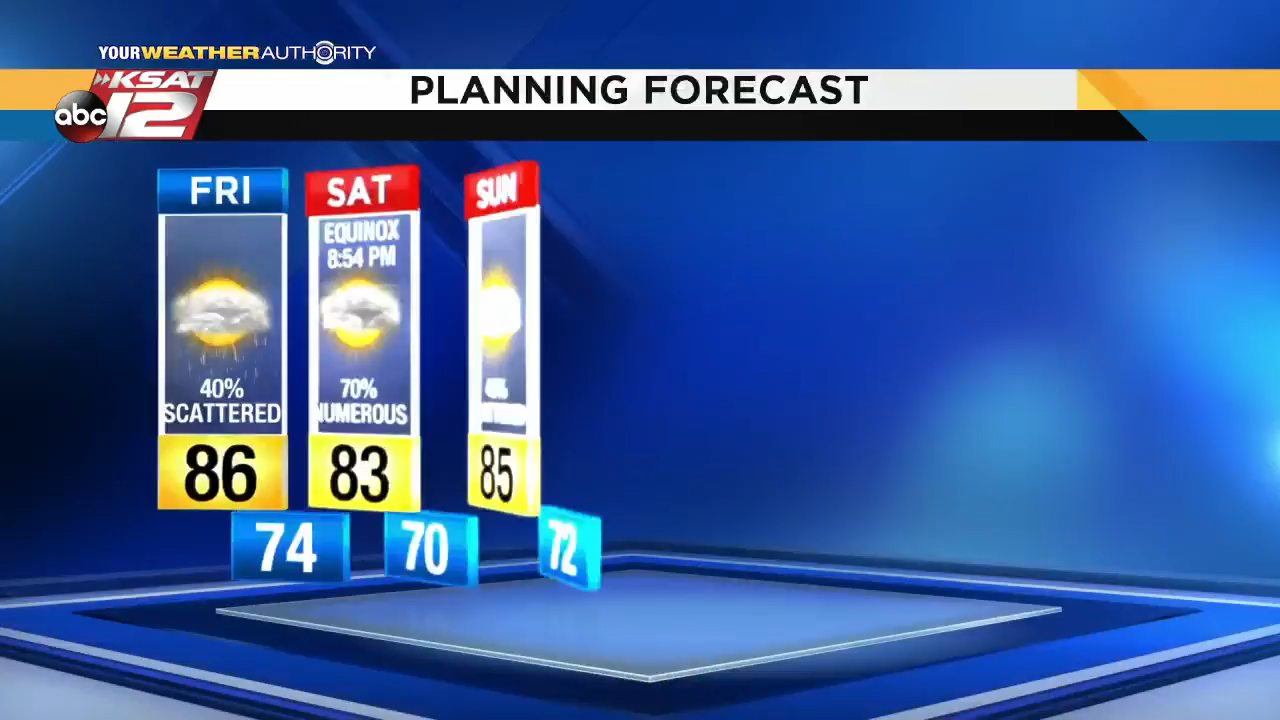 YOURWEATHERAUTHORITY
KSAT
abc 12
PLANNING FORECAST
FRI
SAT
SUN
EQUINOX
8:54 PM
40%
SCATTERED
70%
NUMEROUS
86
83
85
74
70
72